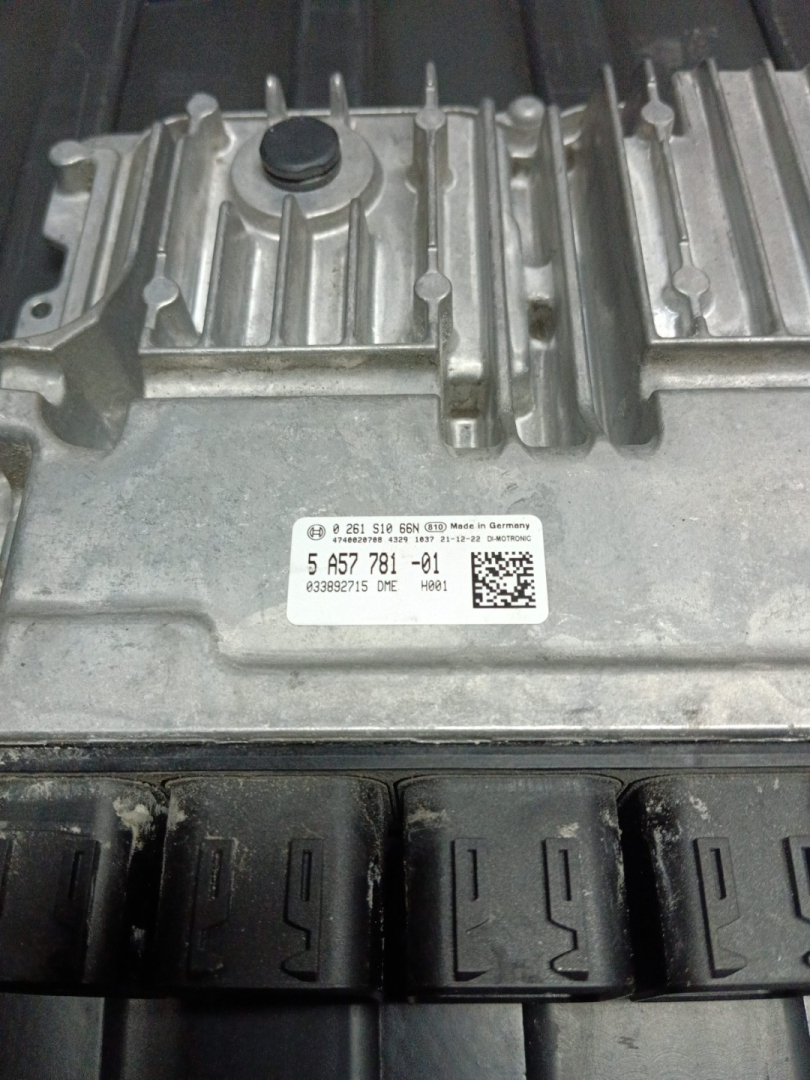 0 261 S10 66N 810 Made in Germany
4740020708 4329 1037 21-12-22 DI-MOTRONIC
5 A57 781 -01
033892715 DME H001